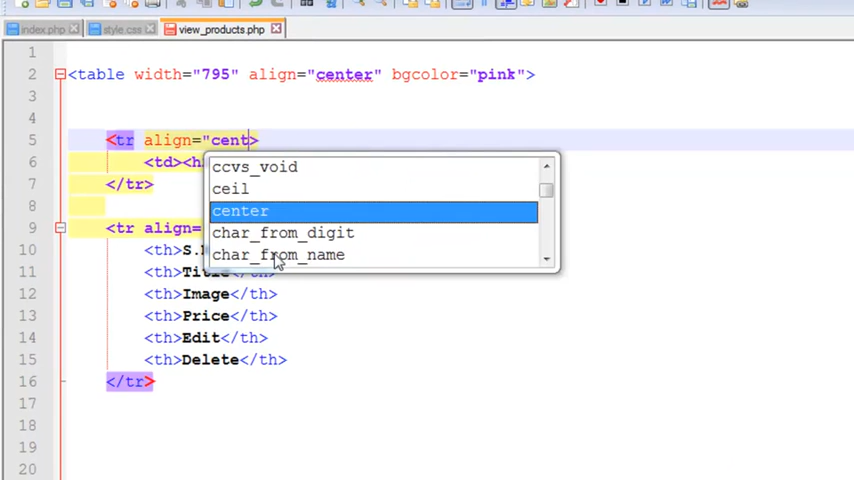 index.php style.css view_products.php
1
2 <table width="795" align="center" bgcolor="pink">
3
4
5 <tr align="cent>
6 <td><h
ccvs_void
7 </tr>
ceil
8
center
9 <tr align=
char_from_digit
10 <th>S.
char_from_name
11 <th>Title</th>
12 <th>Image</th>
13 <th>Price</th>
14 <th>Edit</th>
15 <th>Delete</th>
16 </tr>
17
18
19
20